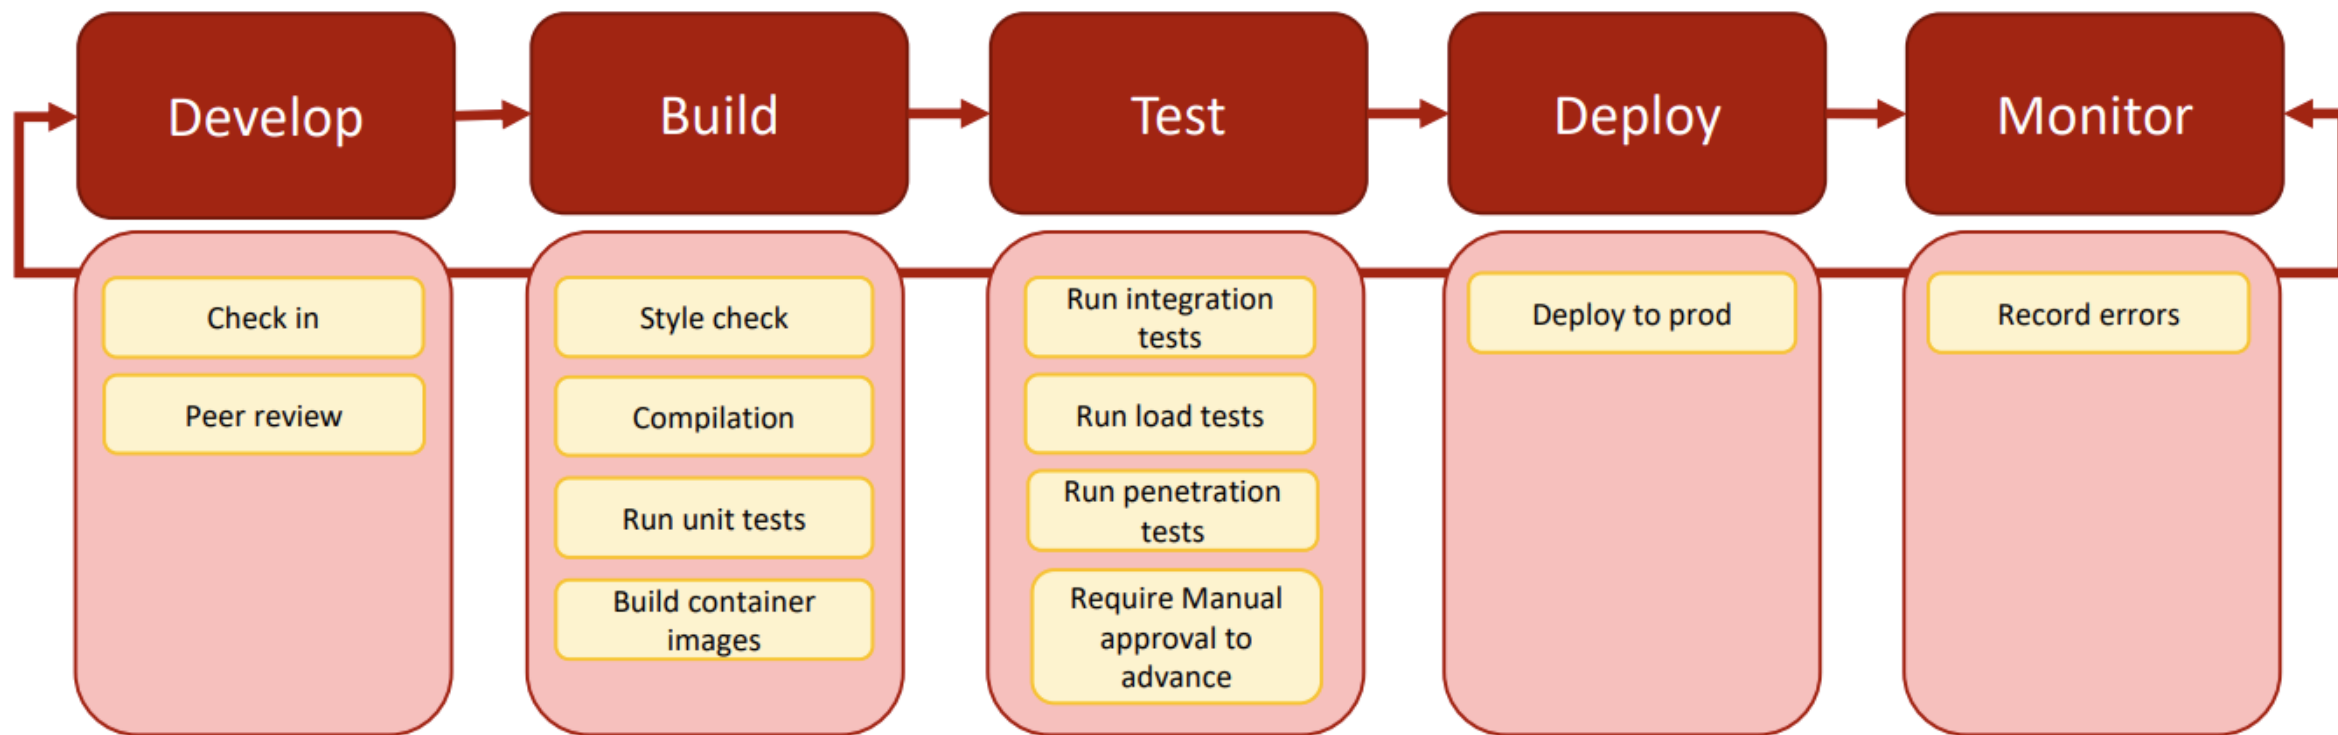 Develop
Build
Test
Deploy
Monitor
Check in
Peer review
Style check
Compilation
Run unit tests
Build container
images
Run integration
tests
Run load tests
Run penetration
tests
Require Manual
approval to
advance
Deploy to prod
Record errors